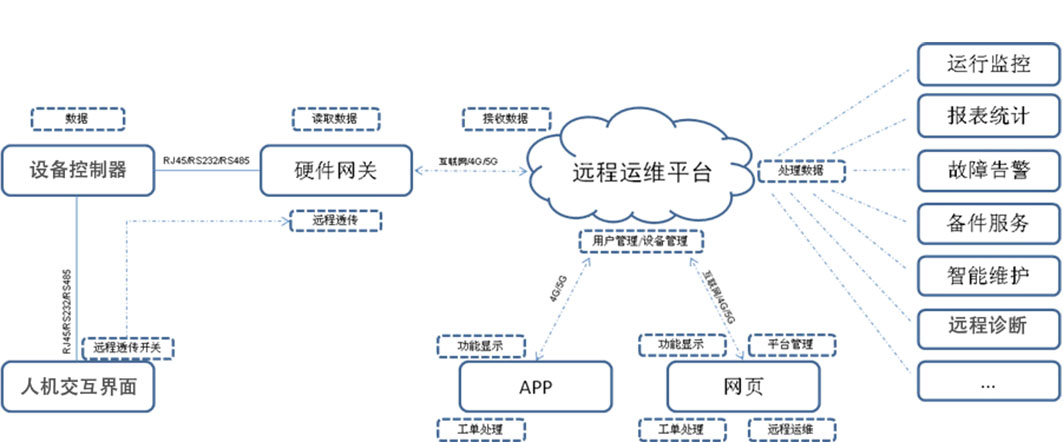 运行监控
数据
读取数据
接收数据
报表统计
设备控制器
RJ45/RS232/RS485
硬件网关
互联网/4G/5G
远程运维平台
处理数据
故障告警
远程透传
备件服务
用户管理/设备管理
智能维护
RJ45/RS232/RS485
4G/5G
互联网/4G/5G
远程诊断
远程透传开关
功能显示
功能显示
平台管理
人机交互界面
APP
网页
...
工单处理
工单处理
远程运维